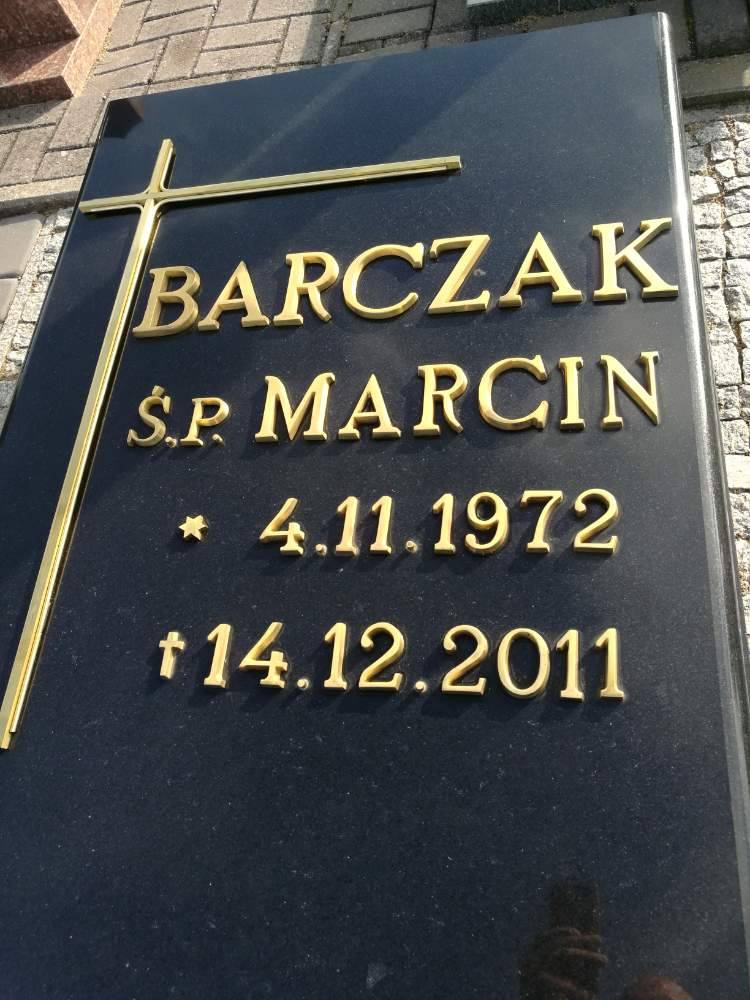 BARCZAK
Ś.P. MARCIN
* 4.11.1972
† 14.12.2011